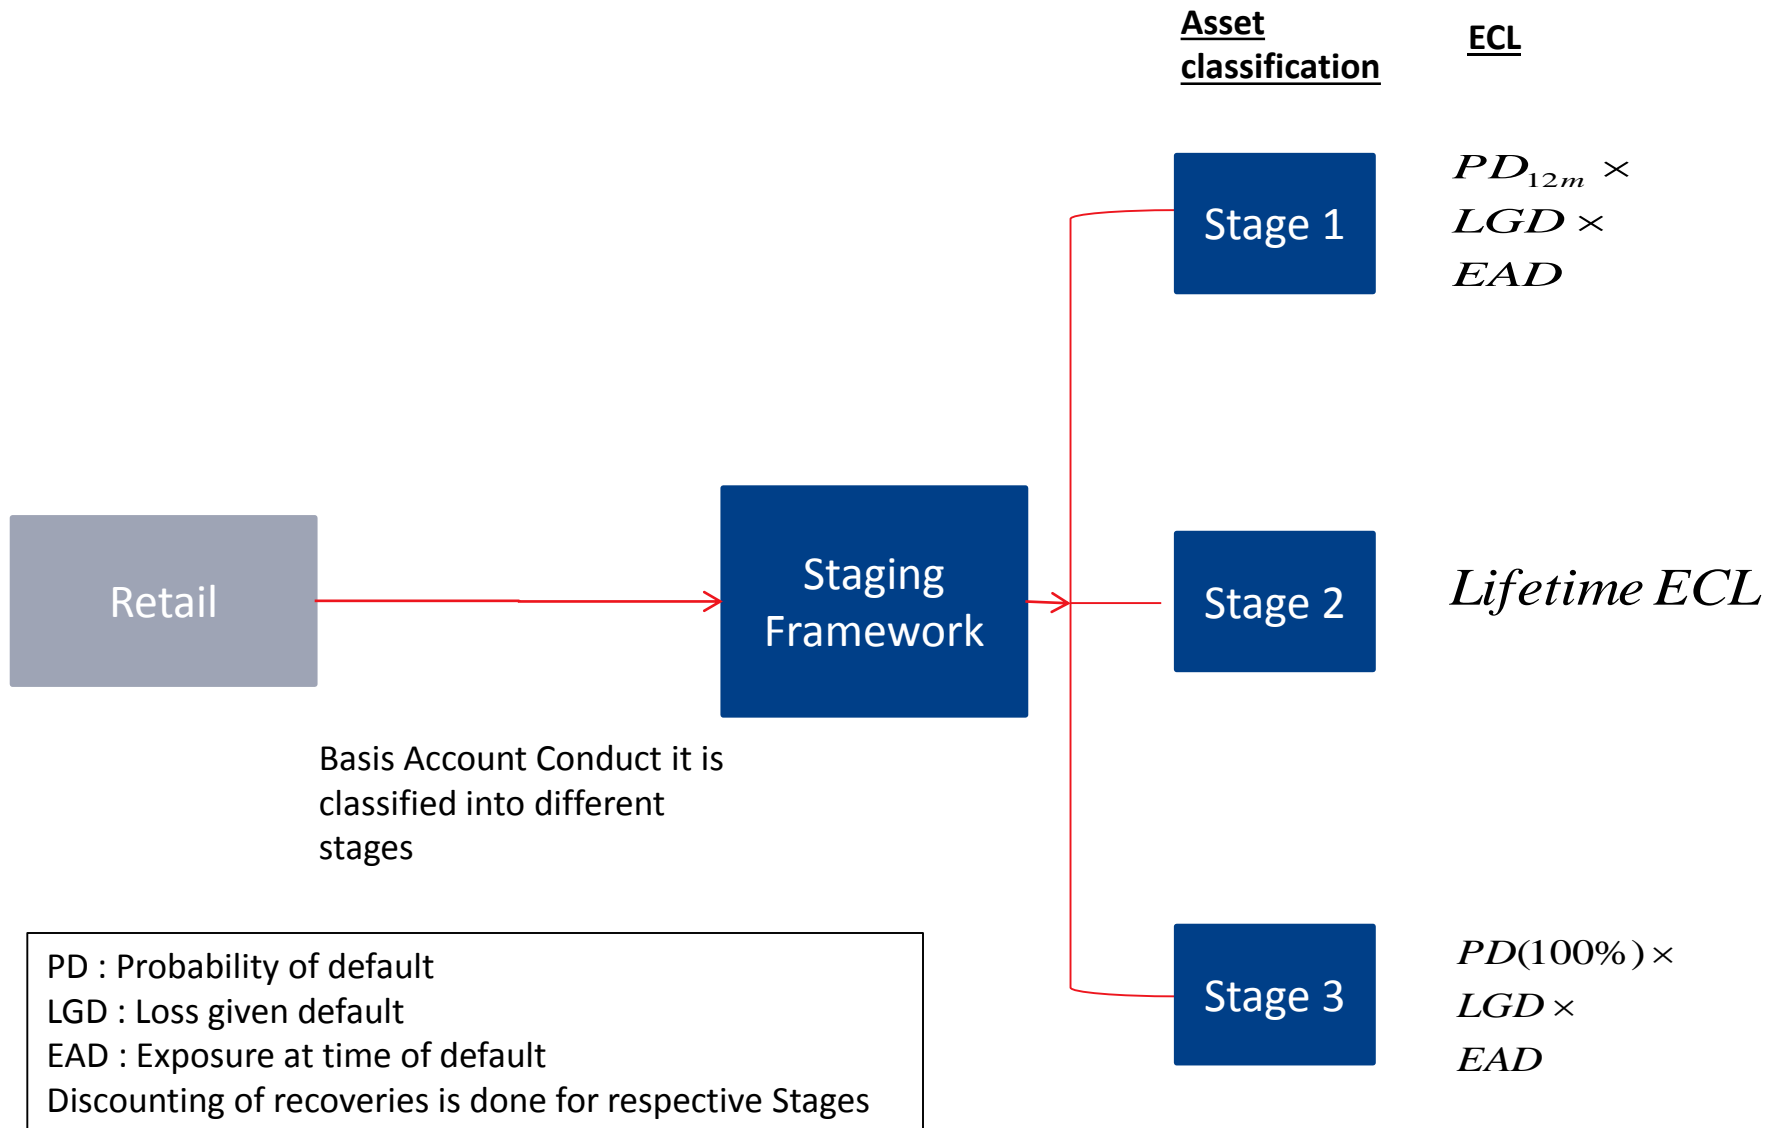 Asset
classification
ECL
Stage 1
PD12m ×
LGD ×
EAD
Retail
Staging
Framework
Stage 2
Lifetime ECL
Basis Account Conduct it is
classified into different
stages
Stage 3
PD(100%) ×
LGD ×
EAD
PD : Probability of default
LGD : Loss given default
EAD : Exposure at time of default
Discounting of recoveries is done for respective Stages